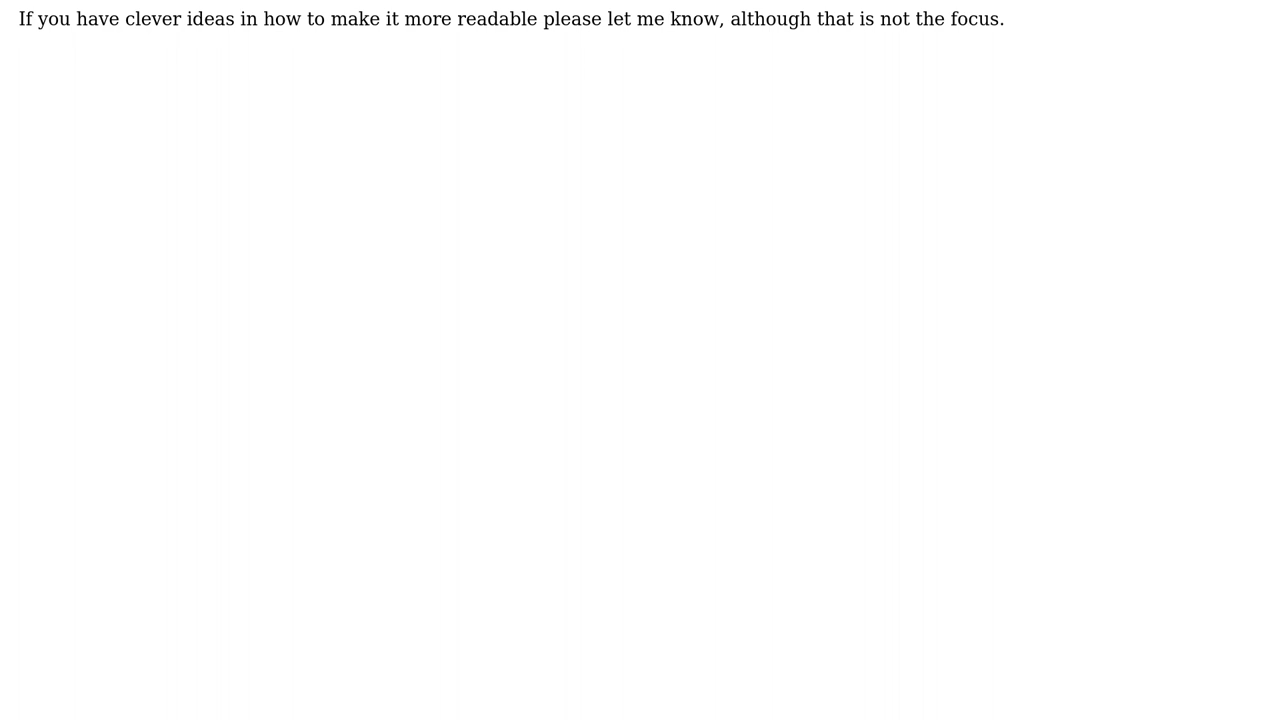 If you have clever ideas in how to make it more readable please let me know, although that is not the focus.